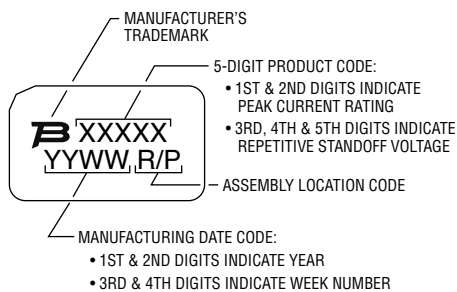 MANUFACTURER'S
TRADEMARK
5-DIGIT PRODUCT CODE:
• 1ST & 2ND DIGITS INDICATE
PEAK CURRENT RATING
• 3RD, 4TH & 5TH DIGITS INDICATE
REPETITIVE STANDOFF VOLTAGE
B XXXXX
YYWW R/P
ASSEMBLY LOCATION CODE
MANUFACTURING DATE CODE:
• 1ST & 2ND DIGITS INDICATE YEAR
• 3RD & 4TH DIGITS INDICATE WEEK NUMBER